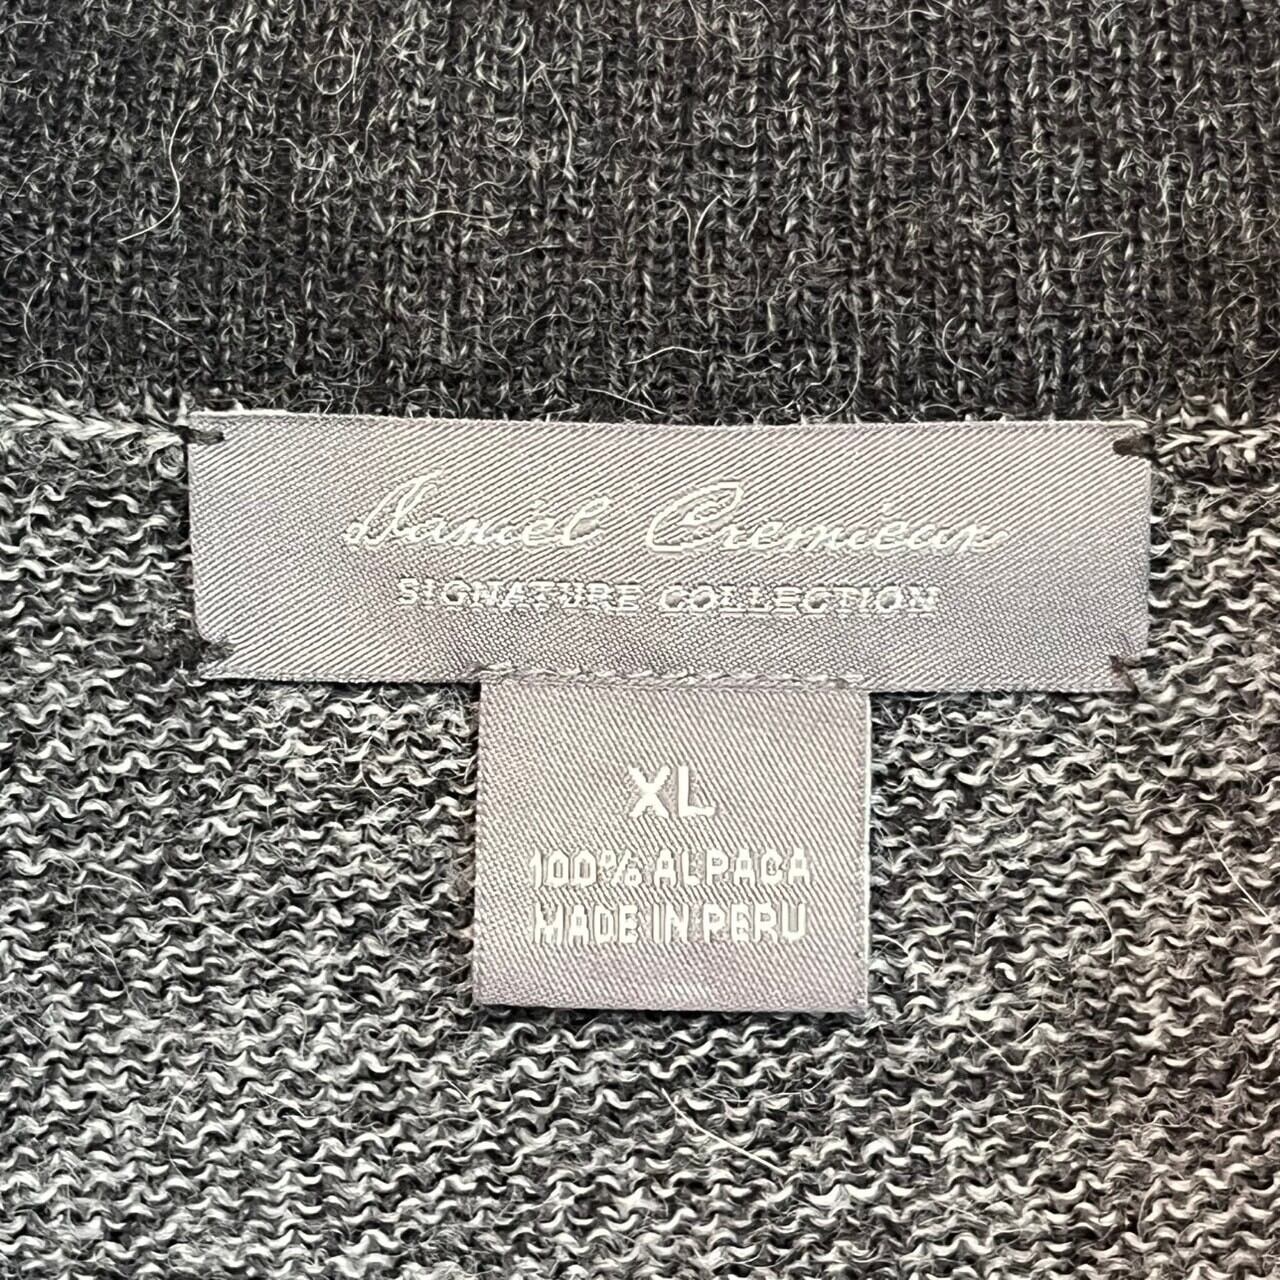 Daniel Cremieux
SIGNATURE COLLECTION
XL
100% ALPACA
MADE IN PERU